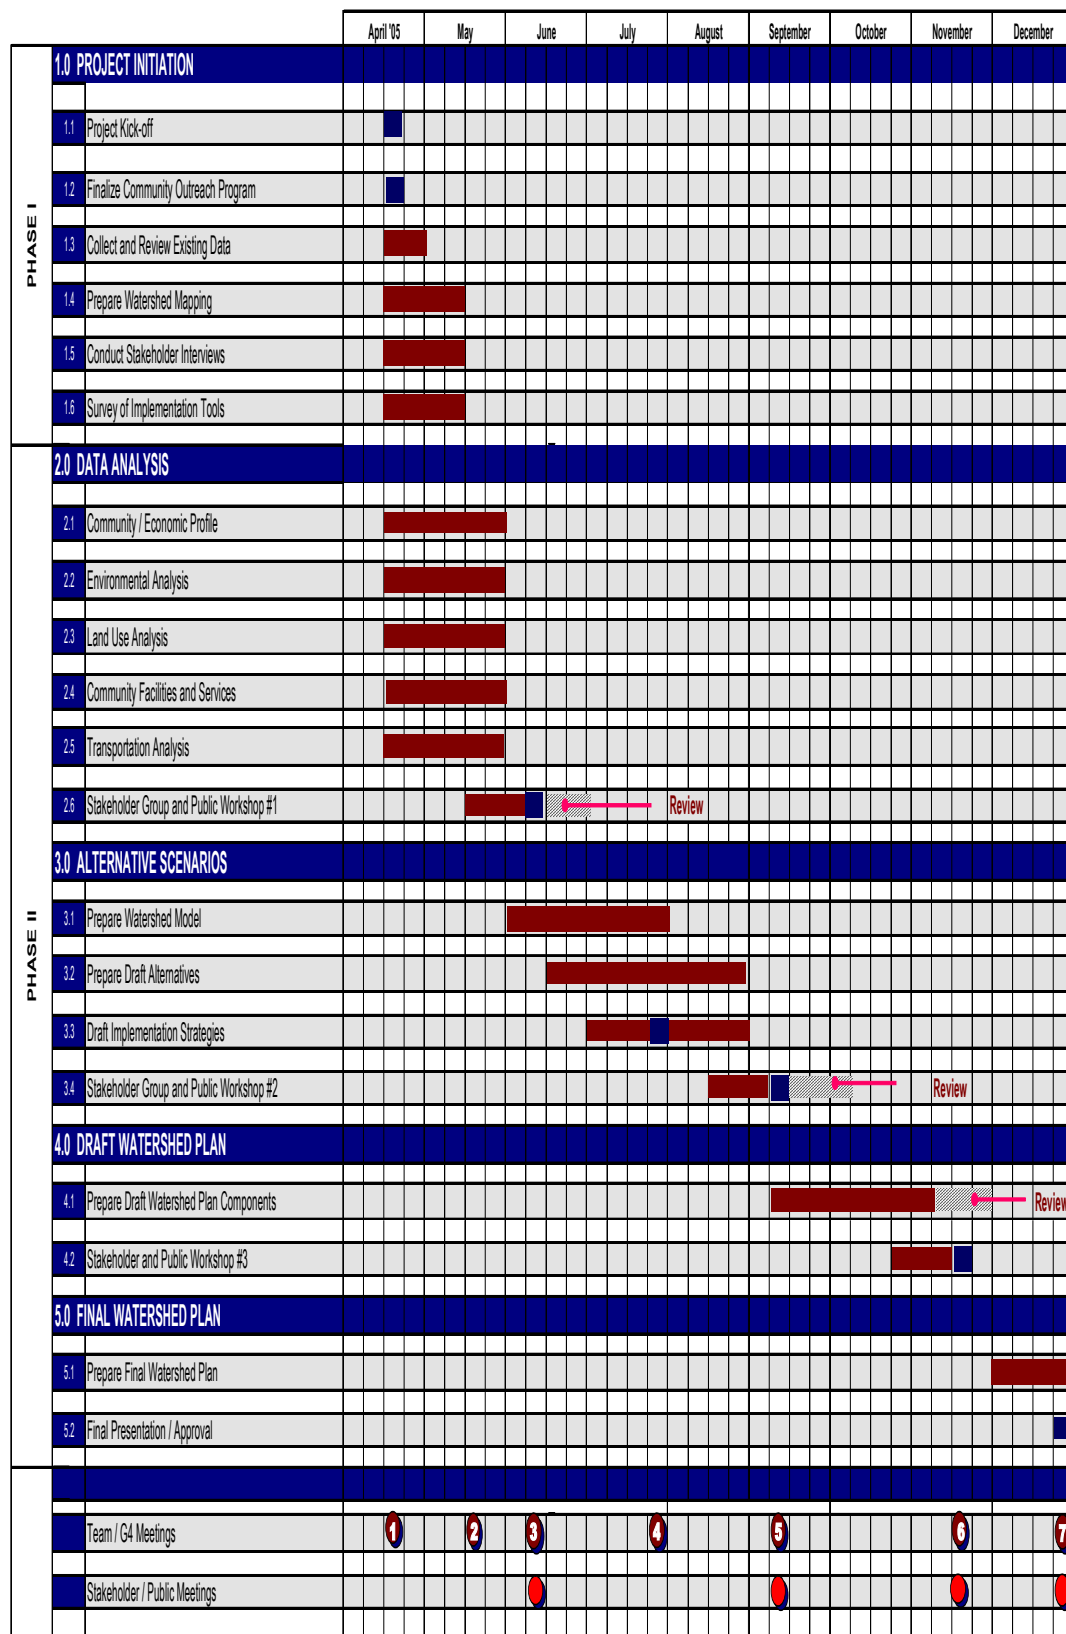 April '05 May June July August September October November December
PHASE I
1.0 PROJECT INITIATION
1.1 Project Kick-off
1.2 Finalize Community Outreach Program
1.3 Collect and Review Existing Data
1.4 Prepare Watershed Mapping
1.5 Conduct Stakeholder Interviews
1.6 Survey of Implementation Tools
PHASE II
2.0 DATA ANALYSIS
2.1 Community / Economic Profile
2.2 Environmental Analysis
2.3 Land Use Analysis
2.4 Community Facilities and Services
2.5 Transportation Analysis
2.6 Stakeholder Group and Public Workshop #1 Review
3.0 ALTERNATIVE SCENARIOS
3.1 Prepare Watershed Model
3.2 Prepare Draft Alternatives
3.3 Draft Implementation Strategies
3.4 Stakeholder Group and Public Workshop #2 Review
4.0 DRAFT WATERSHED PLAN
4.1 Prepare Draft Watershed Plan Components Review
4.2 Stakeholder and Public Workshop #3
5.0 FINAL WATERSHED PLAN
5.1 Prepare Final Watershed Plan
5.2 Final Presentation / Approval
Team / G4 Meetings 1 2 3 4 5 6 7
Stakeholder / Public Meetings